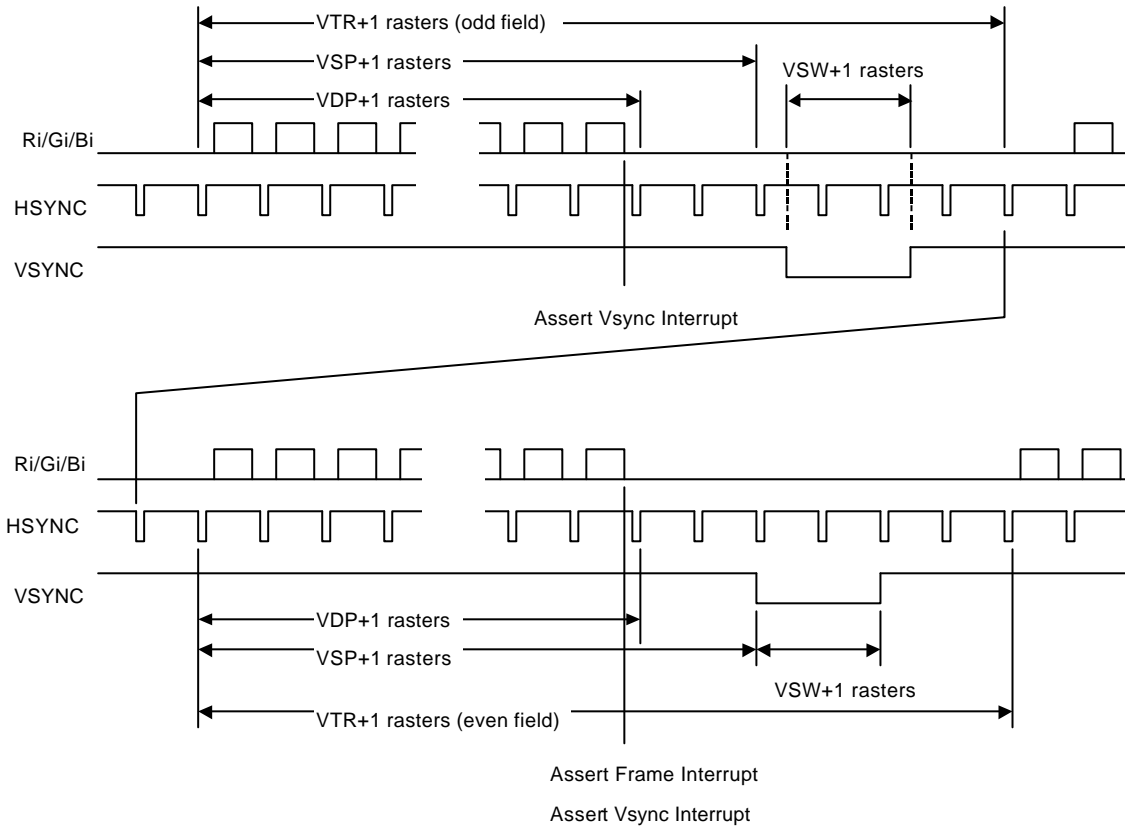 VTR+1 rasters (odd field)
VSP+1 rasters
VSW+1 rasters
VDP+1 rasters
Ri/Gi/Bi
HSYNC
VSYNC
Assert Vsync Interrupt
Ri/Gi/Bi
HSYNC
VSYNC
VDP+1 rasters
VSP+1 rasters
VSW+1 rasters
VTR+1 rasters (even field)
Assert Frame Interrupt
Assert Vsync Interrupt